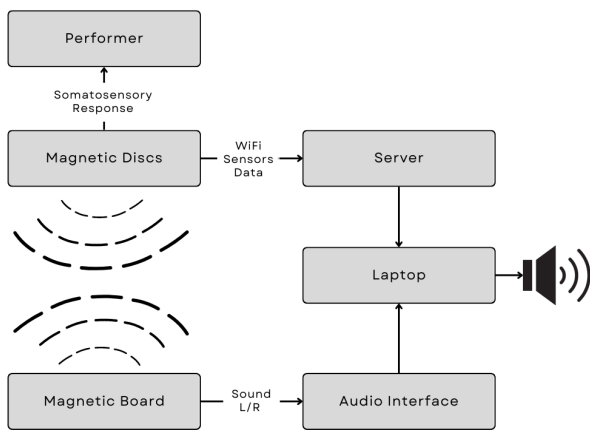 Performer
Somatosensory
Response
Magnetic Discs
WiFi
Sensors
Data
Server
Laptop
Magnetic Board
Sound
L/R
Audio Interface